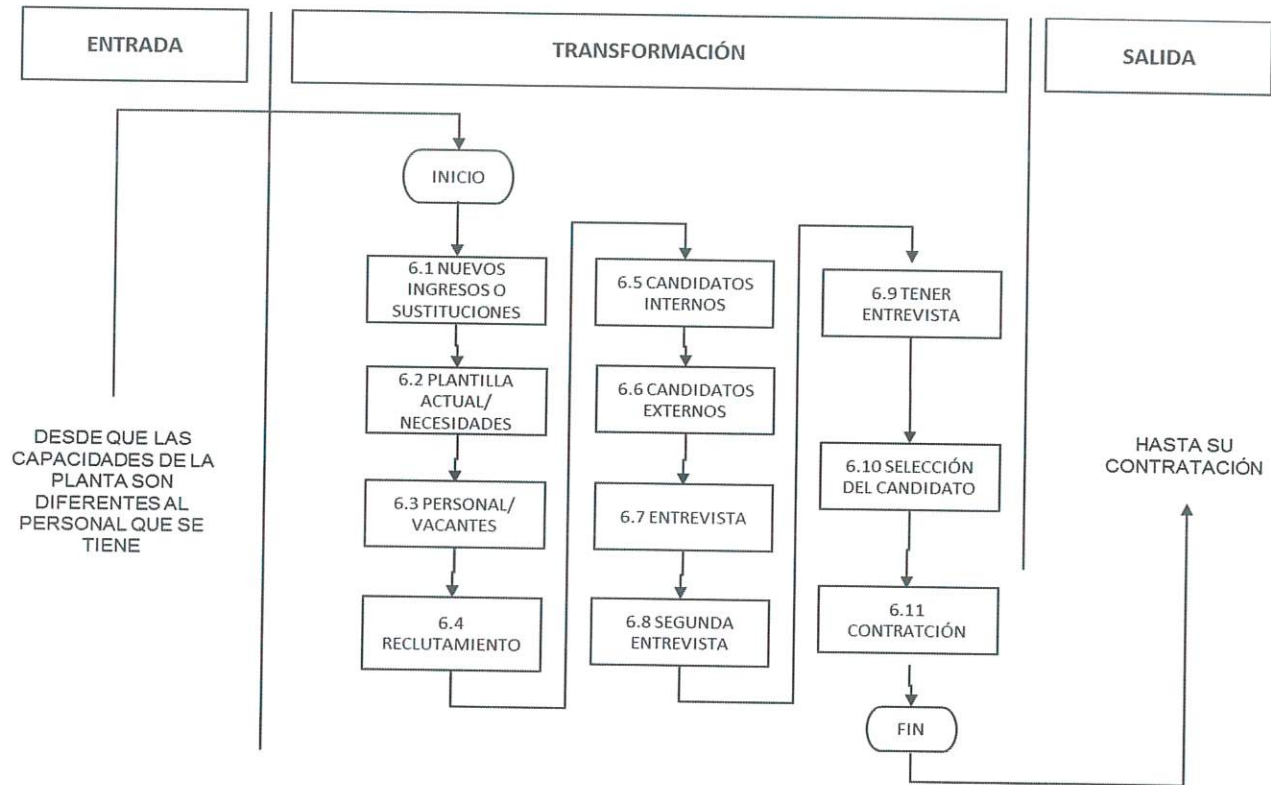 ENTRADA
TRANSFORMACIÓN
SALIDA
DESDE QUE LAS
CAPACIDADES DE LA
PLANTA SON
DIFERENTES AL
PERSONAL QUE SE
TIENE
INICIO
6.1 NUEVOS
INGRESOS O
SUSTITUCIONES
6.2 PLANTILLA
ACTUAL/
NECESIDADES
6.3 PERSONAL/
VACANTES
6.4
RECLUTAMIENTO
6.5 CANDIDATOS
INTERNOS
6.6 CANDIDATOS
EXTERNOS
6.7 ENTREVISTA
6.8 SEGUNDA
ENTREVISTA
6.9 TENER
ENTREVISTA
6.10 SELECCIÓN
DEL CANDIDATO
6.11
CONTRATCIÓN
FIN
HASTA SU
CONTRATACIÓN